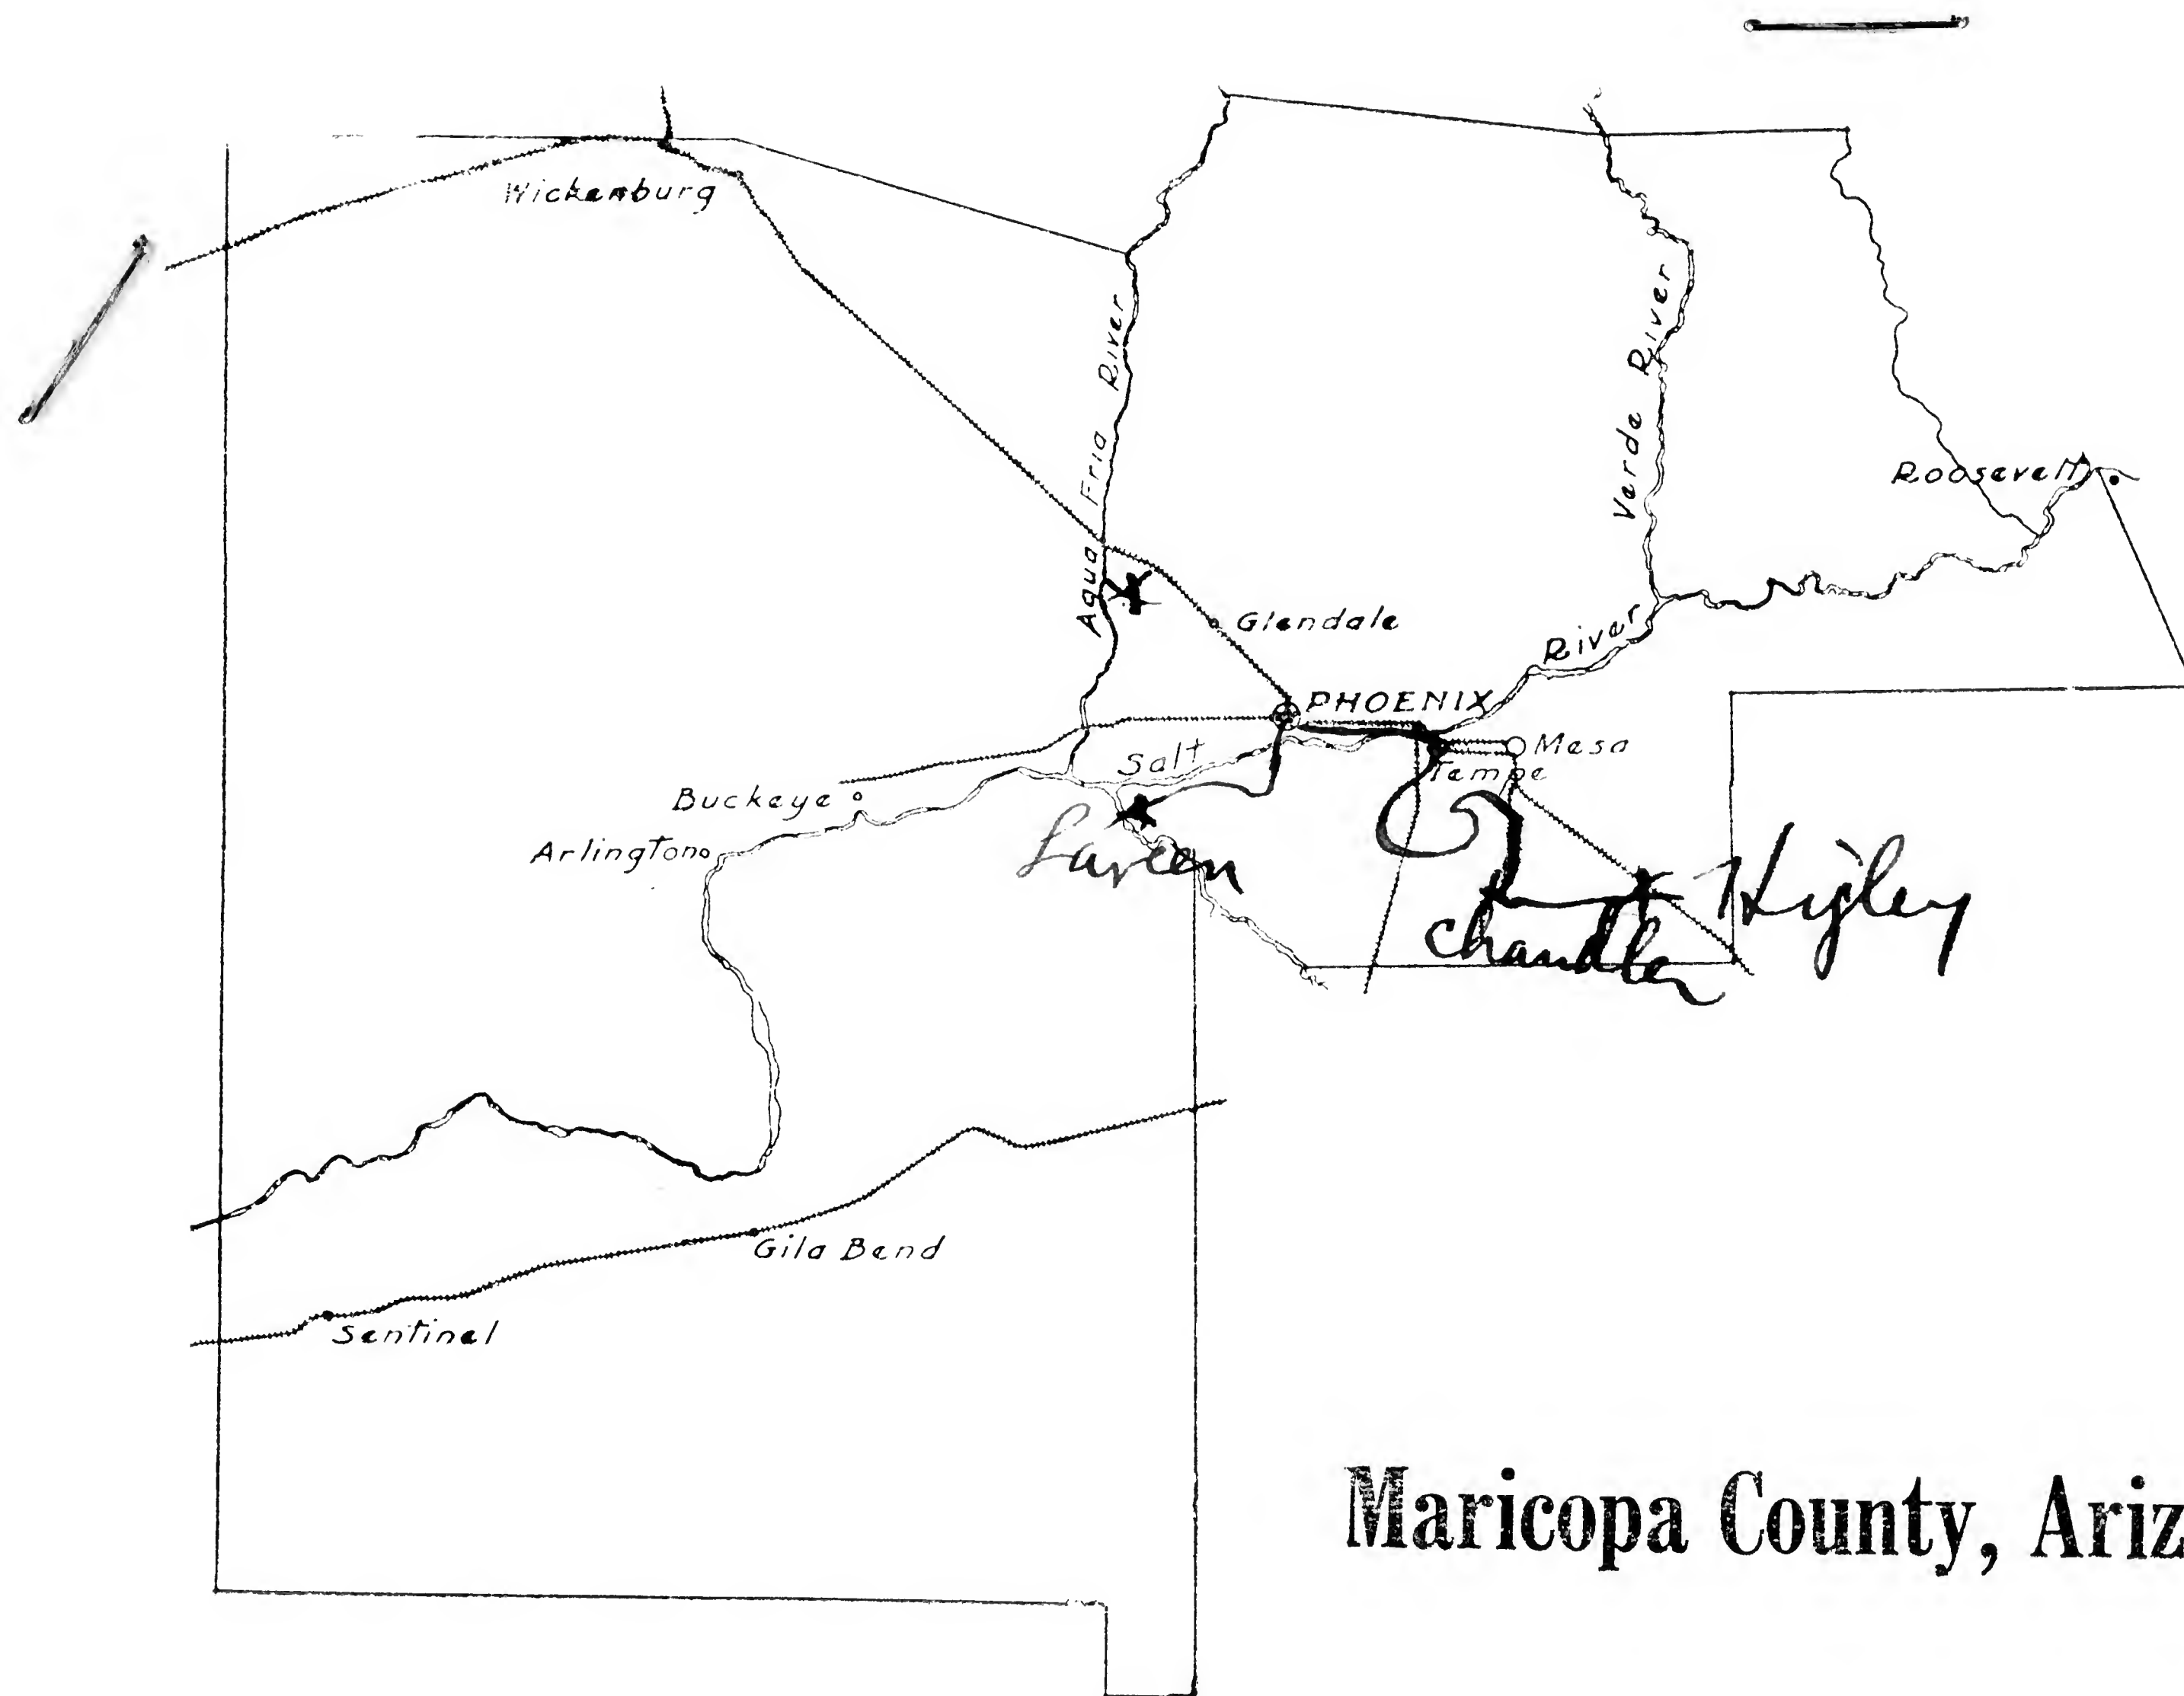 Wickenburg
Agua Fria River
Verde River
Roosevelt
Glendale
River
PHOENIX
Salt
Mesa
Tempe
Buckeye
Arlington
Laveen
Higley
Chandler
Gila Bend
Sentinel
Maricopa County, Ariz